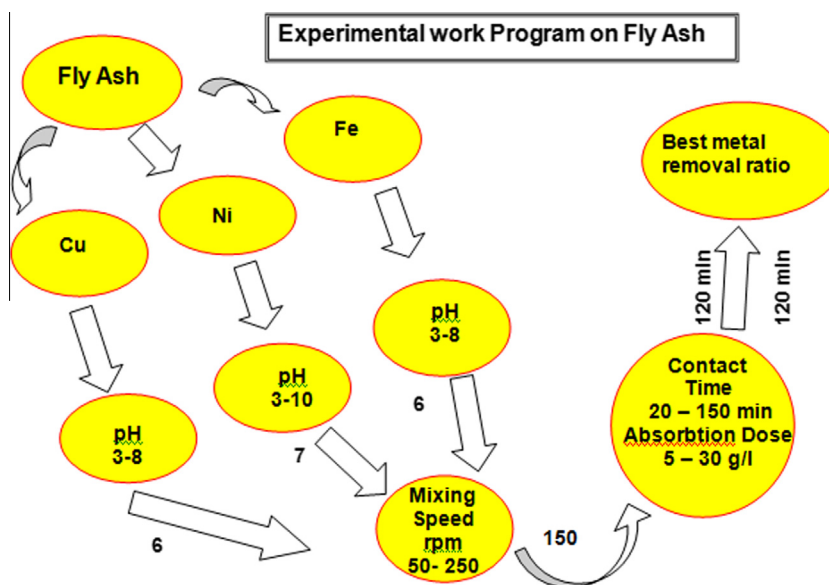 Experimental work Program on Fly Ash
Fly Ash
Fe
Best metal
removal ratio
Ni
Cu
120 min
120 min
pH
3-8
pH
3-10
pH
3-8
6
7
6
Contact
Time
20 – 150 min
Absorbtion Dose
5 – 30 g/l
Mixing
Speed
rpm
50- 250
150